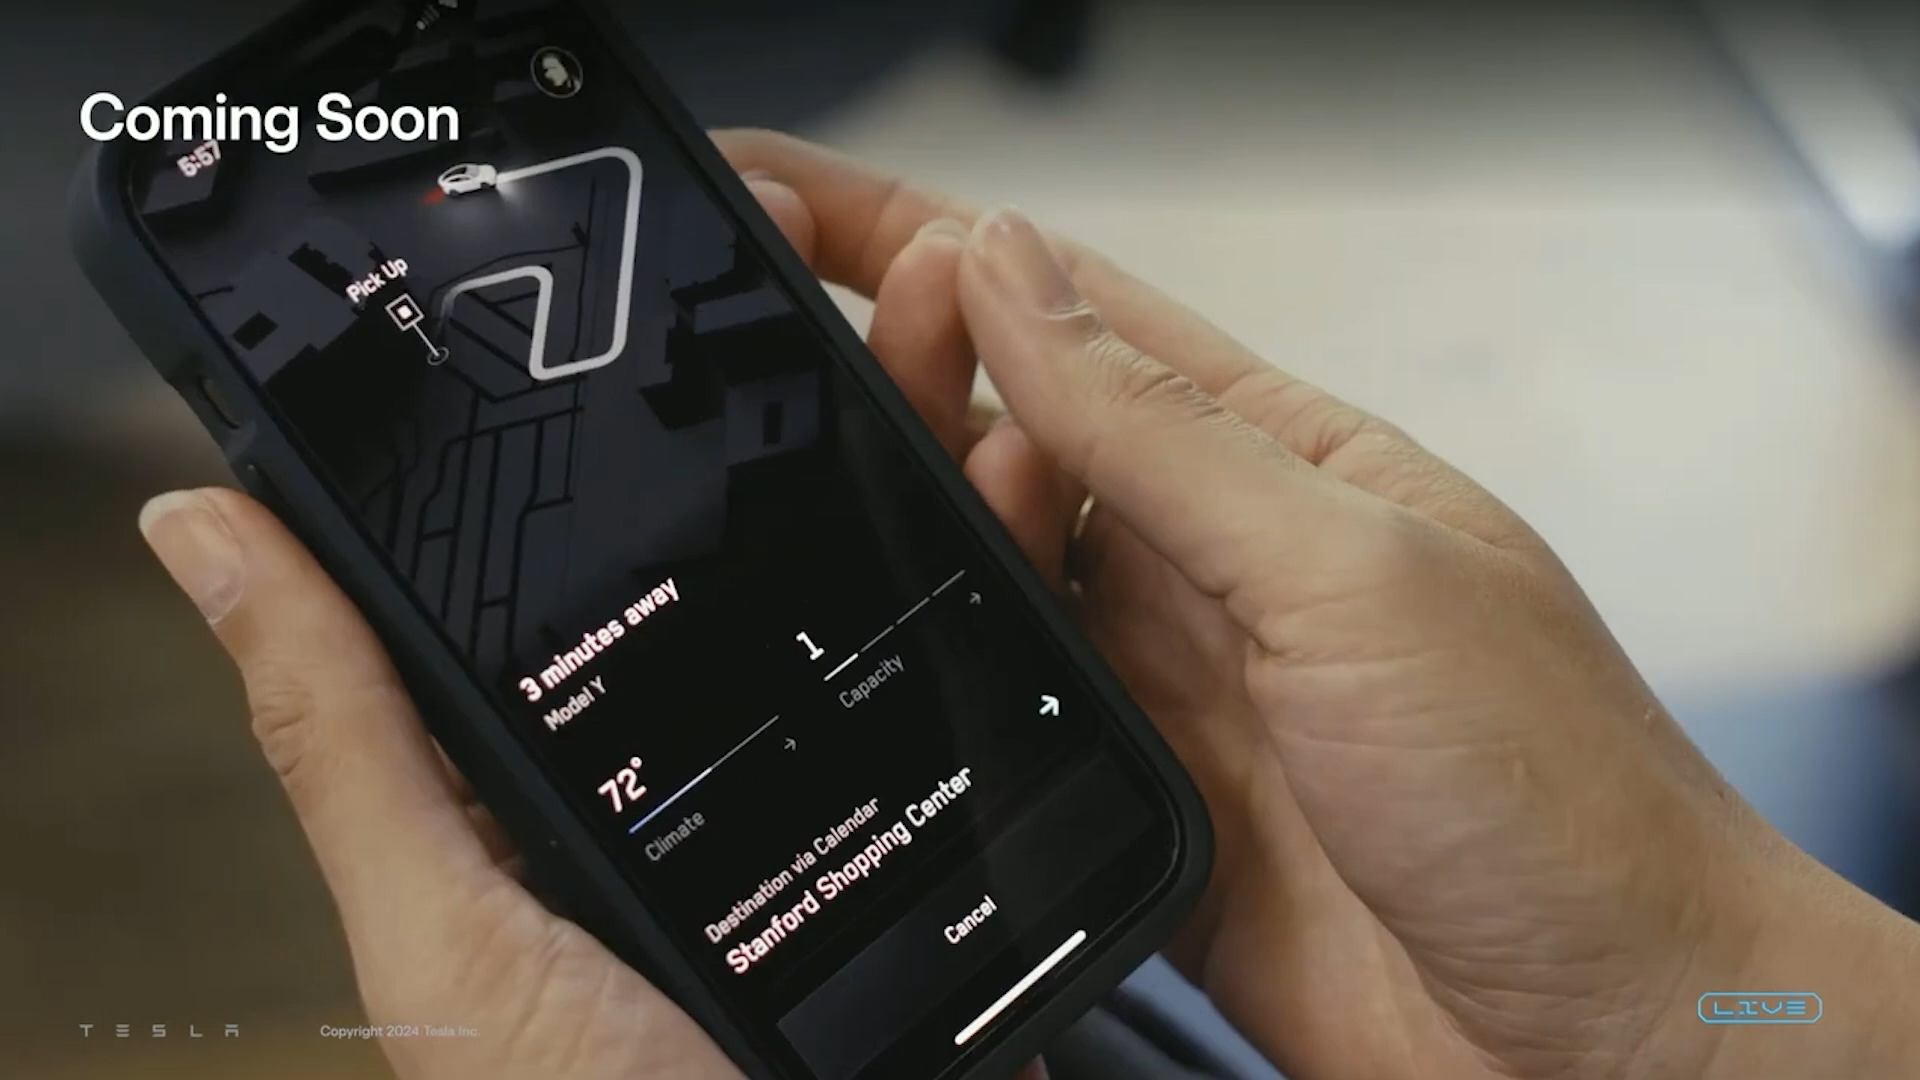 Coming Soon
5:57
Pick Up
3 minutes away
Model Y
1
Capacity
72°
Climate
Destination via Calendar
Stanford Shopping Center
Cancel
TESLA
Copyright 2024 Tesla Inc.
LIVE